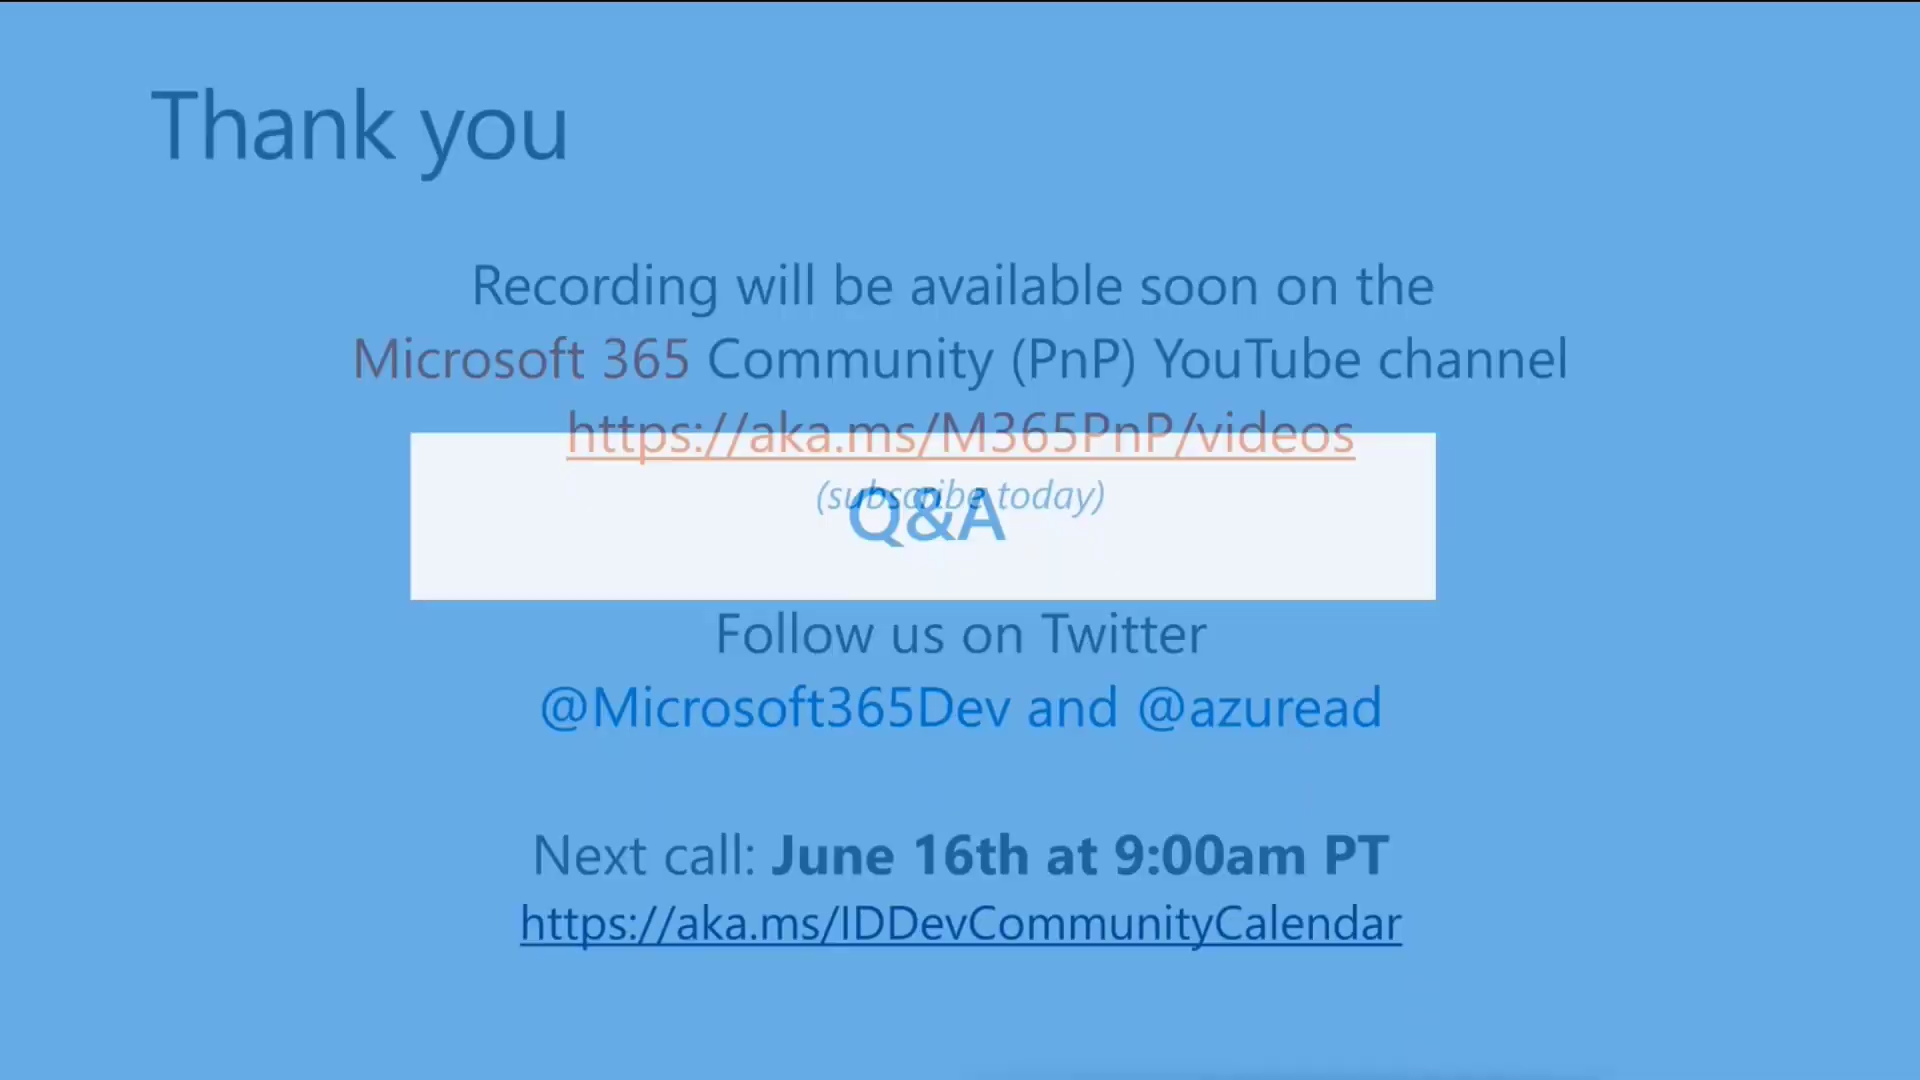 Thank you
Recording will be available soon on the
Microsoft 365 Community (PnP) YouTube channel
https://aka.ms/M365PnP/videos
(subscribe today)
Q&A
Follow us on Twitter
@Microsoft365Dev and @azuread
Next call: June 16th at 9:00am PT
https://aka.ms/IDDevCommunityCalendar